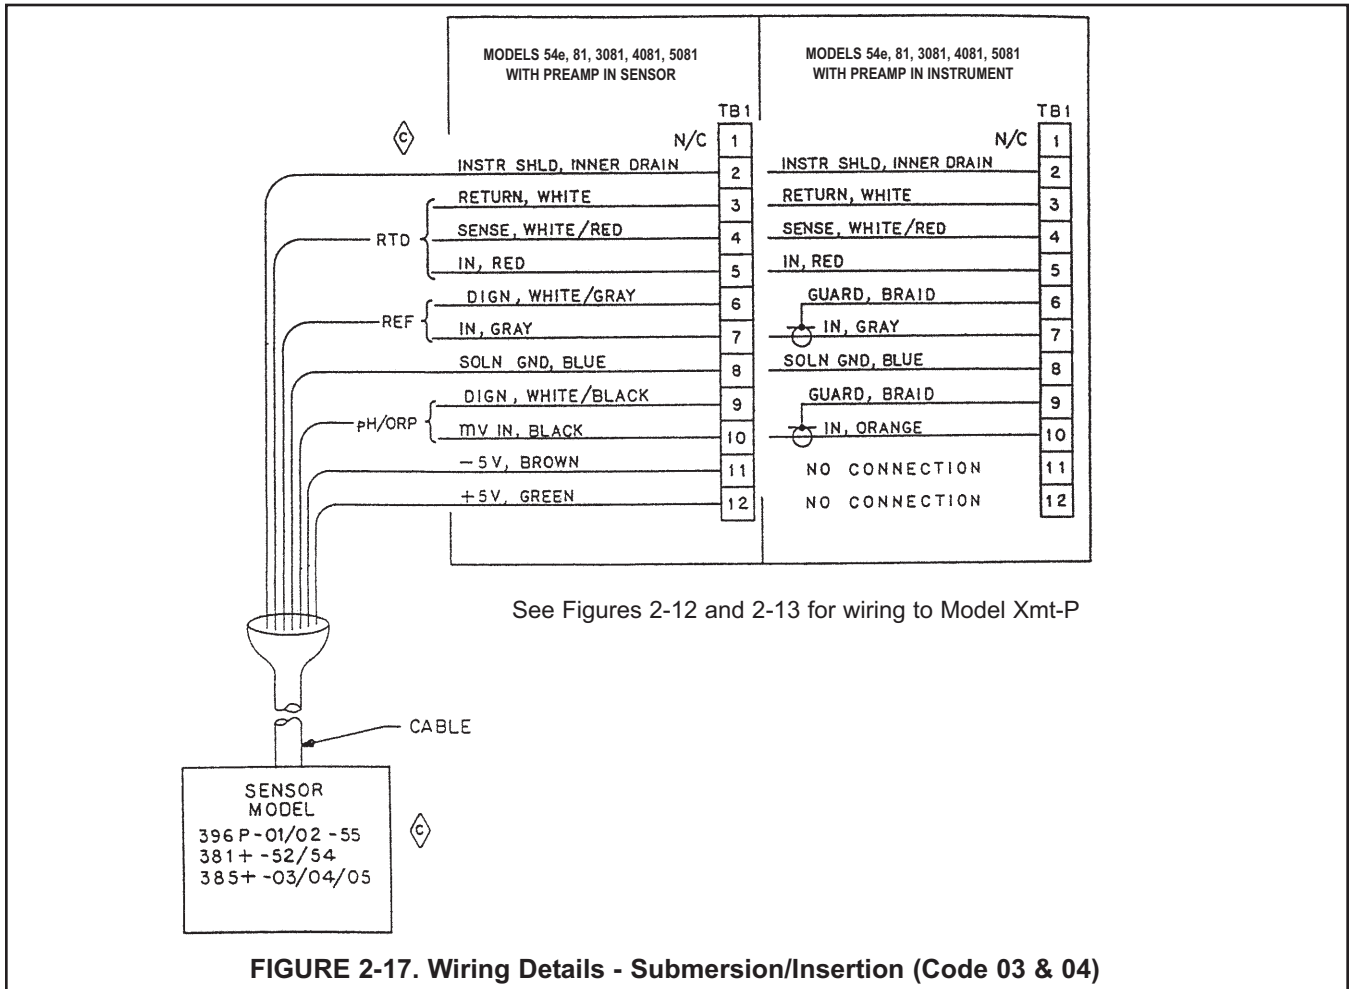 MODELS 54e, 81, 3081, 4081, 5081
WITH PREAMP IN SENSOR
TB1
C
N/C 1
INSTR SHLD, INNER DRAIN 2
RETURN, WHITE 3
RTD
SENSE, WHITE/RED 4
IN, RED 5
DIGN, WHITE/GRAY 6
REF
IN, GRAY 7
SOLN GND, BLUE 8
DIGN, WHITE/BLACK 9
pH/ORP
mV IN, BLACK 10
-5V, BROWN 11
+5V, GREEN 12
MODELS 54e, 81, 3081, 4081, 5081
WITH PREAMP IN INSTRUMENT
TB1
N/C 1
INSTR SHLD, INNER DRAIN 2
RETURN, WHITE 3
SENSE, WHITE/RED 4
IN, RED 5
GUARD, BRAID 6
IN, GRAY 7
SOLN GND, BLUE 8
GUARD, BRAID 9
IN, ORANGE 10
NO CONNECTION 11
NO CONNECTION 12
See Figures 2-12 and 2-13 for wiring to Model Xmt-P
CABLE
SENSOR
MODEL
396P-01/02 -55
381+ -52/54
385+ -03/04/05
C
FIGURE 2-17. Wiring Details - Submersion/Insertion (Code 03 & 04)